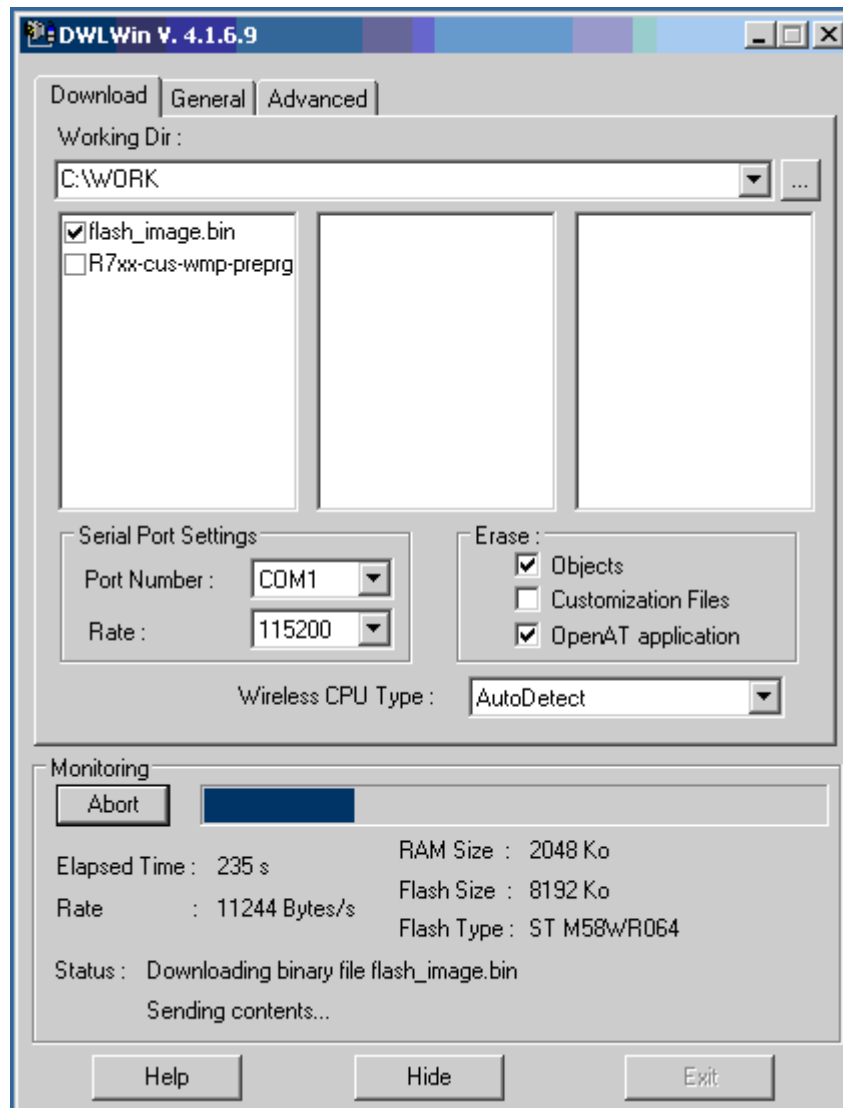 DWLWin V. 4.1.6.9
Download General Advanced
Working Dir :
C:\WORK
...
flash_image.bin
R7xx-cus-wmp-preprg
Serial Port Settings
Port Number : COM1
Rate : 115200
Erase :
Objects
Customization Files
OpenAT application
Wireless CPU Type : AutoDetect
Monitoring
Abort
Elapsed Time : 235 s
Rate : 11244 Bytes/s
RAM Size : 2048 Ko
Flash Size : 8192 Ko
Flash Type : ST M58WR064
Status : Downloading binary file flash_image.bin
Sending contents...
Help Hide Exit